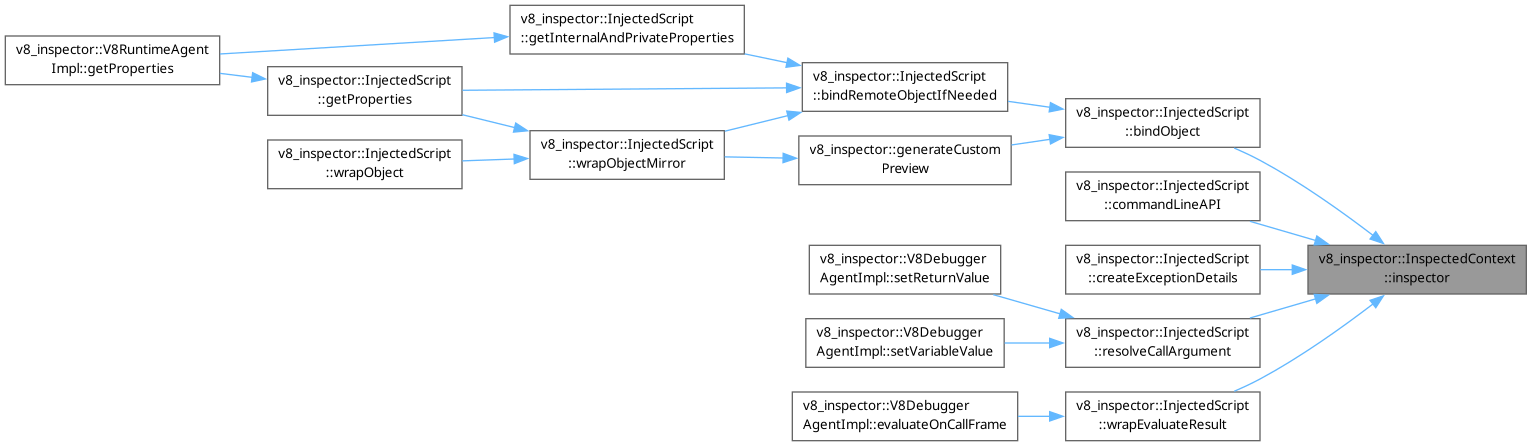 v8_inspector::V8RuntimeAgent
Impl::getProperties
v8_inspector::InjectedScript
::getProperties
v8_inspector::InjectedScript
::wrapObject
v8_inspector::InjectedScript
::getInternalAndPrivateProperties
v8_inspector::InjectedScript
::wrapObjectMirror
v8_inspector::InjectedScript
::bindRemoteObjectIfNeeded
v8_inspector::generateCustom
Preview
v8_inspector::V8Debugger
AgentImpl::setReturnValue
v8_inspector::V8Debugger
AgentImpl::setVariableValue
v8_inspector::V8Debugger
AgentImpl::evaluateOnCallFrame
v8_inspector::InjectedScript
::bindObject
v8_inspector::InjectedScript
::commandLineAPI
v8_inspector::InjectedScript
::createExceptionDetails
v8_inspector::InjectedScript
::resolveCallArgument
v8_inspector::InjectedScript
::wrapEvaluateResult
v8_inspector::InspectedContext
::inspector